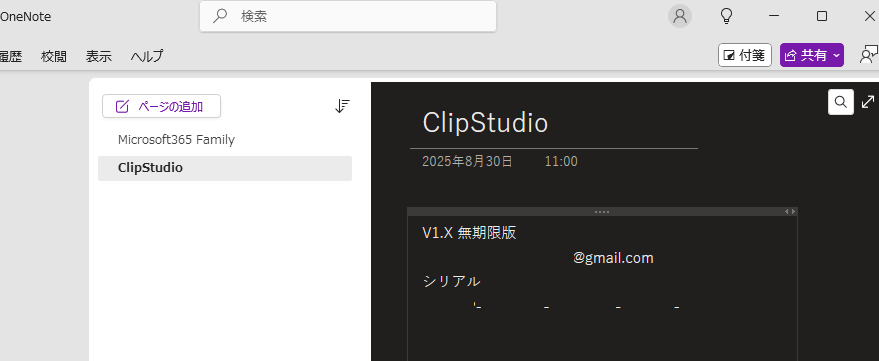 OneNote
検索
履歴 校閲 表示 ヘルプ
付箋 共有
ページの追加
Microsoft365 Family
ClipStudio
ClipStudio
2025年8月30日 11:00
V1.X 無期限版
@gmail.com
シリアル
'- - - -